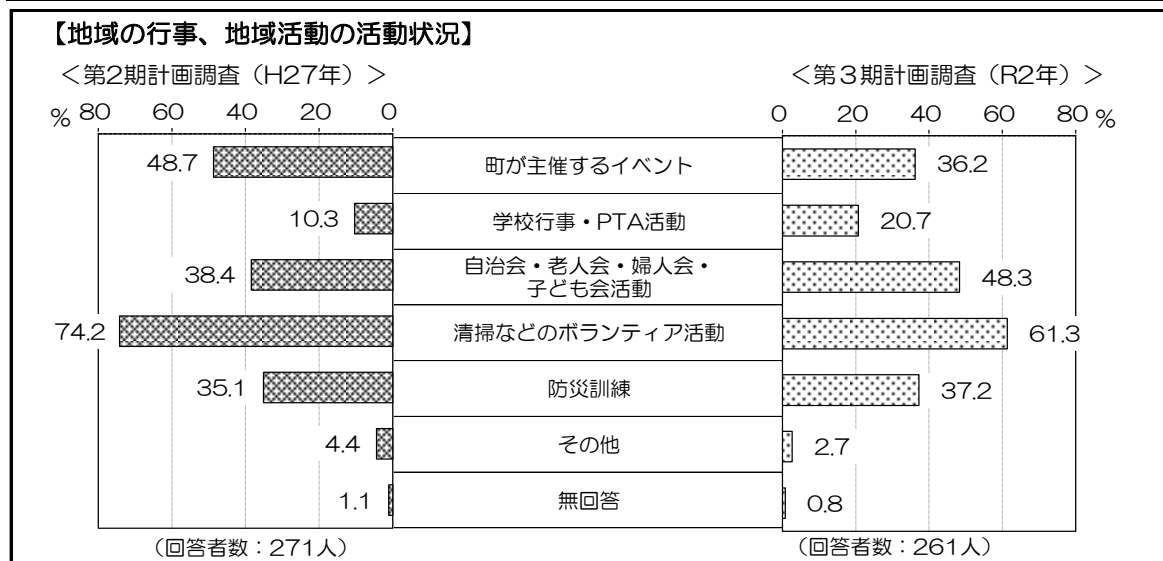 【地域の行事、地域活動の活動状況】
＜第2期計画調査（H27年）＞
＜第３期計画調査（R2年）＞
% 80 60 40 20 0
0 20 40 60 80 %
48.7 町が主催するイベント 36.2
10.3 学校行事・PTA活動 20.7
38.4 自治会・老人会・婦人会・
子ども会活動 48.3
74.2 清掃などのボランティア活動 61.3
35.1 防災訓練 37.2
4.4 その他 2.7
1.1 無回答 0.8
（回答者数：271人）
（回答者数：261人）